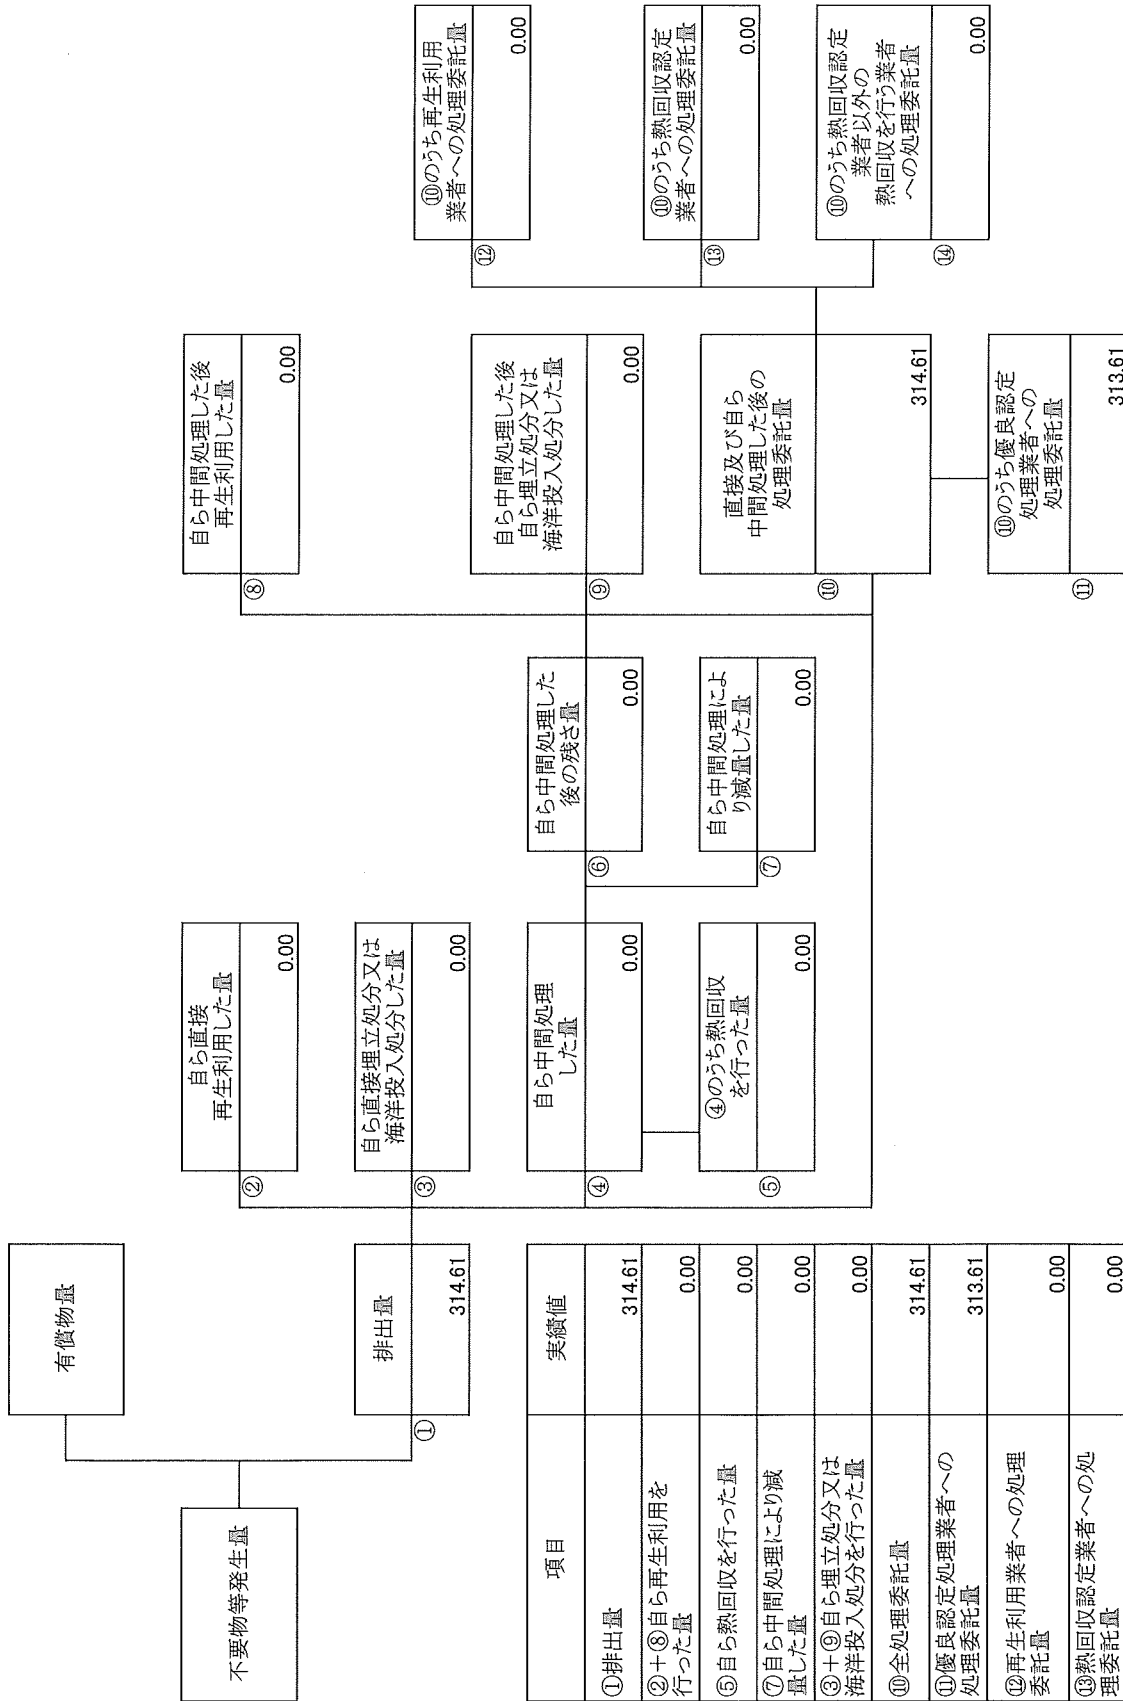 不要物等発生量
有償物量
排出量
①
314.61
自ら直接
再生利用した量
②
0.00
自ら直接埋立処分又は
海洋投入処分した量
③
0.00
自ら中間処理
した量
④
0.00
④のうち熱回収
を行った量
⑤
0.00
自ら中間処理した
後の残さ量
⑥
0.00
自ら中間処理によ
り減量した量
⑦
0.00
自ら中間処理した後
再生利用した量
⑧
0.00
自ら中間処理した後
自ら埋立処分又は
海洋投入処分した量
⑨
0.00
直接及び自ら
中間処理した後の
処理委託量
⑩
314.61
⑩のうち優良認定
処理業者への
処理委託量
⑪
313.61
⑩のうち再生利用
業者への処理委託量
⑫
0.00
⑩のうち熱回収認定
業者への処理委託量
⑬
0.00
⑩のうち熱回収認定
業者以外の
熱回収を行う業者
への処理委託量
⑭
0.00
項目
実績値
①排出量
314.61
②+⑧自ら再生利用を
行った量
0.00
⑤自ら熱回収を行った量
0.00
⑦自ら中間処理により減
量した量
0.00
③+⑨自ら埋立処分又は
海洋投入処分を行った量
0.00
⑩全処理委託量
314.61
⑪優良認定処理業者への
処理委託量
313.61
⑫再生利用業者への処理
委託量
0.00
⑬熱回収認定業者への処
理委託量
0.00